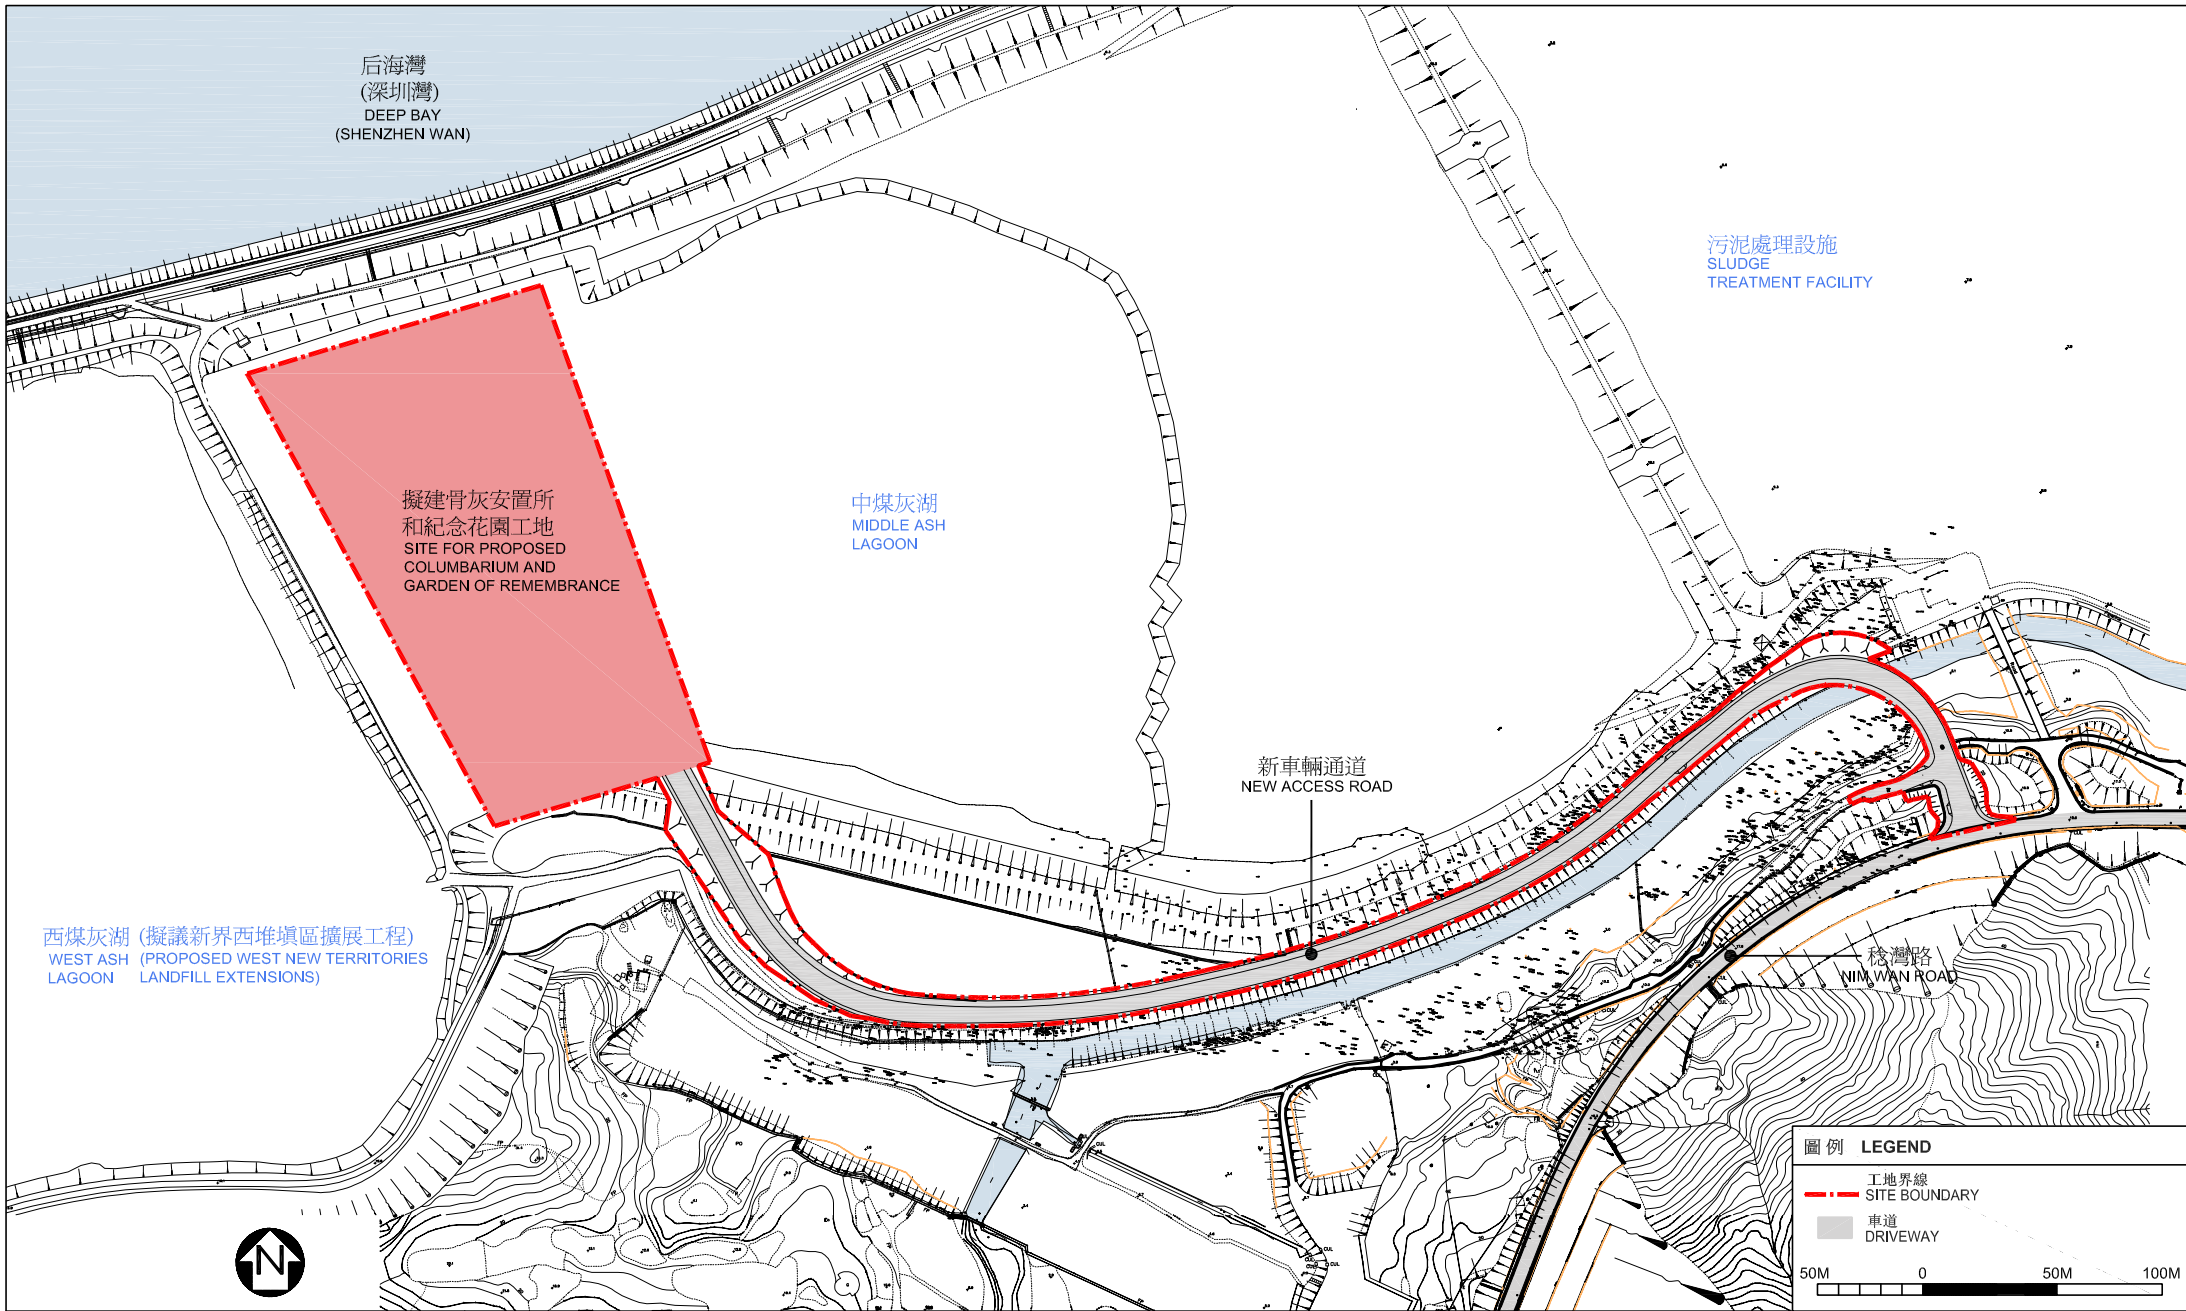 后海灣
(深圳灣)
DEEP BAY
(SHENZHEN WAN)
污泥處理設施
SLUDGE
TREATMENT FACILITY
擬建骨灰安置所
和紀念花園工地
SITE FOR PROPOSED
COLUMBARIUM AND
GARDEN OF REMEMBRANCE
中煤灰湖
MIDDLE ASH
LAGOON
新車輛通道
NEW ACCESS ROAD
西煤灰湖 (擬議新界西堆填區擴展工程)
WEST ASH (PROPOSED WEST NEW TERRITORIES
LAGOON LANDFILL EXTENSIONS)
稔灣路
NIM WAN ROAD
N
圖例 LEGEND
工地界線
SITE BOUNDARY
車道
DRIVEWAY
50M 0 50M 100M